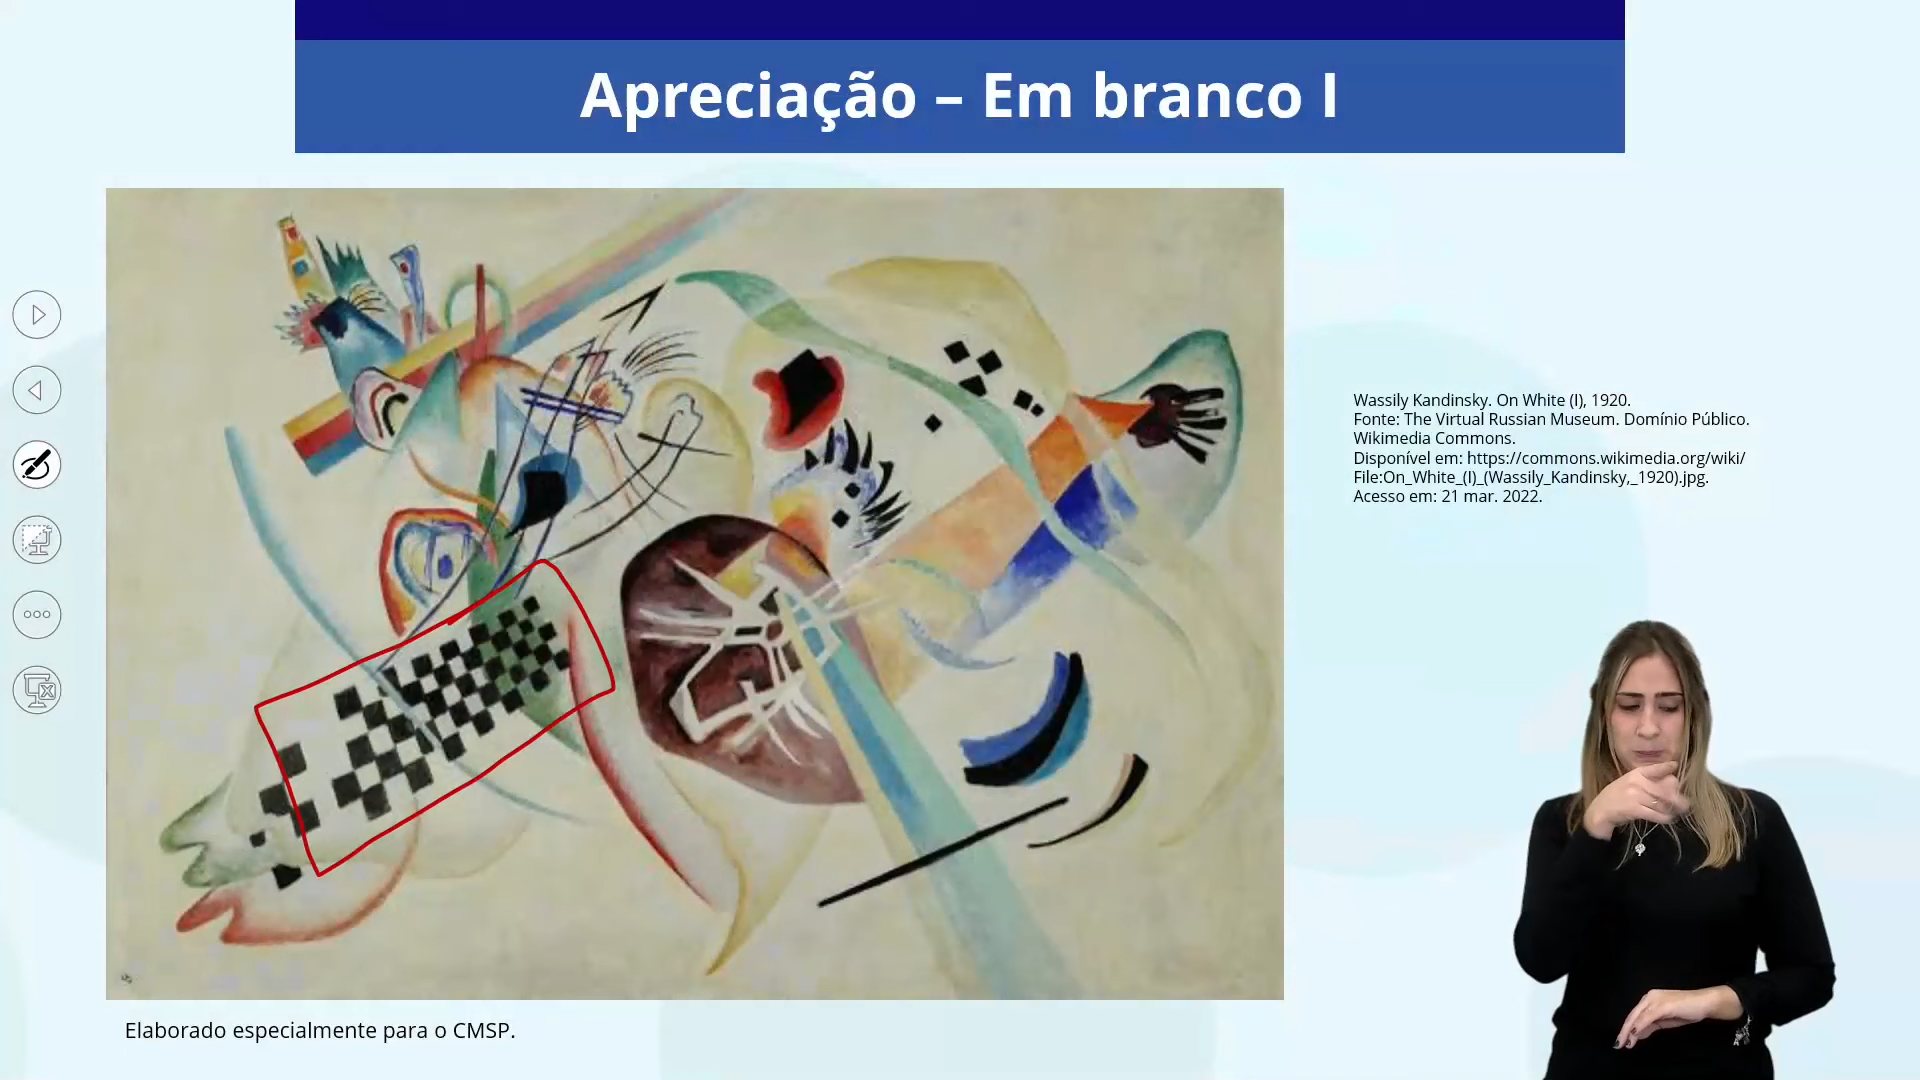 Apreciação – Em branco I
Wassily Kandinsky. On White (I), 1920.
Fonte: The Virtual Russian Museum. Domínio Público.
Wikimedia Commons.
Disponível em: https://commons.wikimedia.org/wiki/
File:On_White_(I)_(Wassily_Kandinsky,_1920).jpg.
Acesso em: 21 mar. 2022.
Elaborado especialmente para o CMSP.